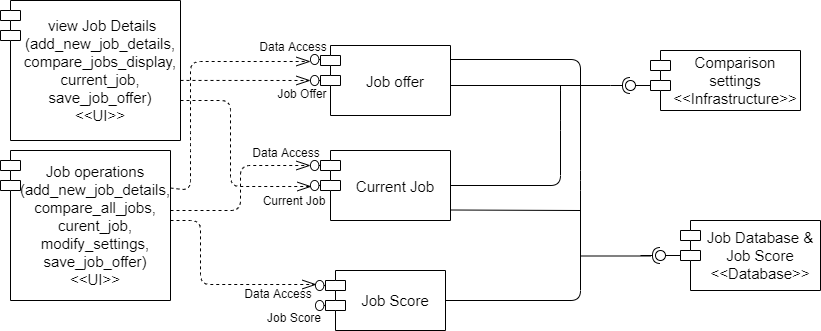 view Job Details
(add_new_job_details,
compare_jobs_display,
current_job,
save_job_offer)
<<UI>>
Data Access
Job Offer
Job offer
Comparison
settings
<<Infrastructure>>
Job operations
(add_new_job_details,
compare_all_jobs,
curent_job,
modify_settings,
save_job_offer)
<<UI>>
Data Access
Current Job
Current Job
Job Database &
Job Score
<<Database>>
Data Access
Job Score
Job Score